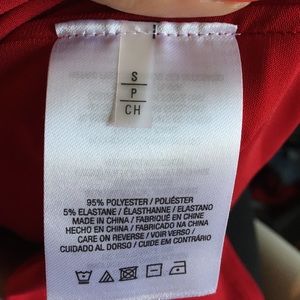 S
P
CH
95% POLYESTER / POLIÉSTER
5% ELASTANE / ÉLASTHANNE / ELASTANO
MADE IN CHINA / FABRIQUÉ EN CHINE
HECHO EN CHINA / FABRICADO NA CHINA
CARE ON REVERSE / VOIR VERSO /
CUIDADO AL DORSO / CUIDE EM CONTRÁRIO